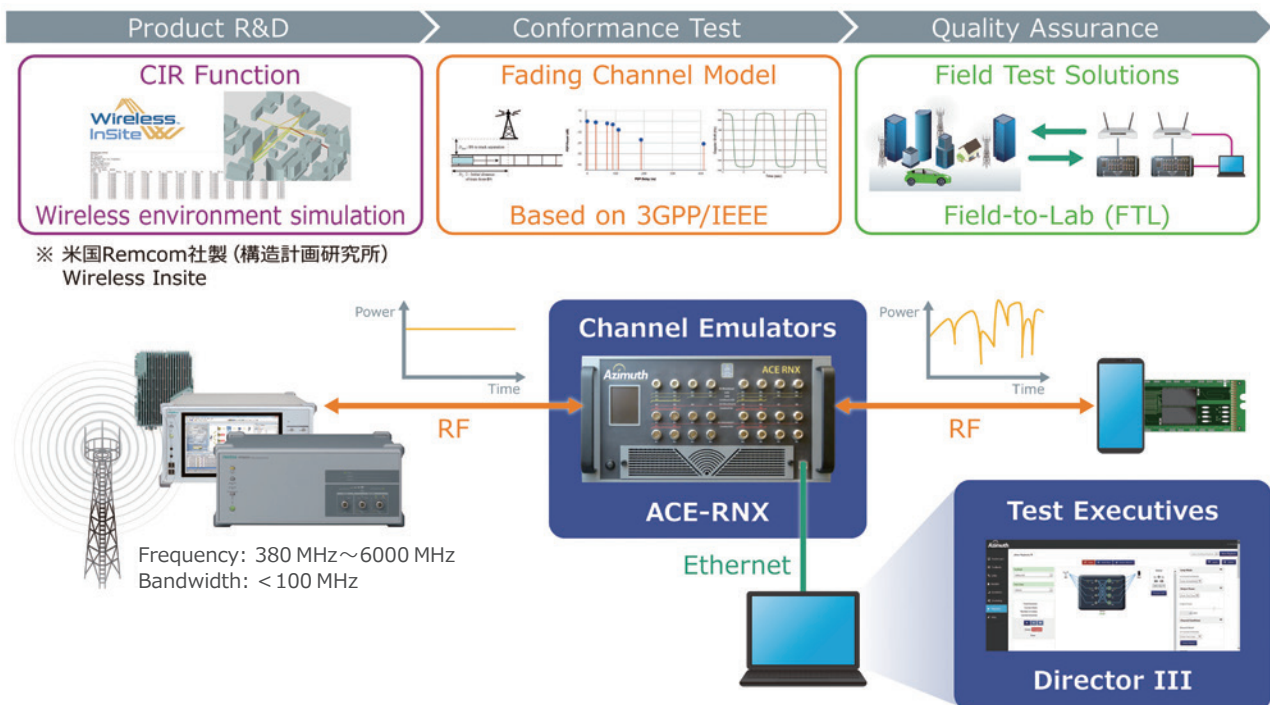 Product R&D
Conformance Test
Quality Assurance
CIR Function
Wireless
InSite
Wireless environment simulation
Fading Channel Model
Based on 3GPP/IEEE
Field Test Solutions
Field-to-Lab (FTL)
※ 米国Remcom社製（構造計画研究所）
Wireless Insite
Power
Time
Channel Emulators
Azimuth
ACE RNX
ACE-RNX
Power
Time
RF
RF
Frequency: 380 MHz～6000 MHz
Bandwidth: < 100 MHz
Ethernet
Test Executives
Azimuth
Director III